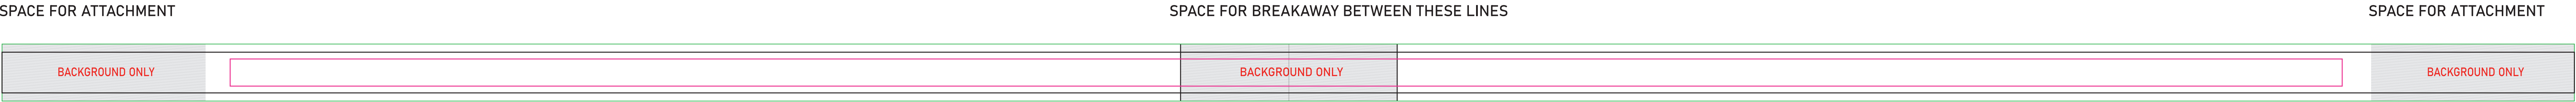 SPACE FOR ATTACHMENT
SPACE FOR BREAKAWAY BETWEEN THESE LINES
SPACE FOR ATTACHMENT
BACKGROUND ONLY
BACKGROUND ONLY
BACKGROUND ONLY